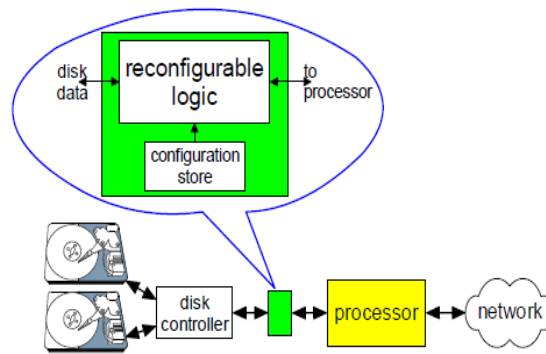 disk
data
reconfigurable
logic
to
processor
configuration
store
disk
controller
processor
network